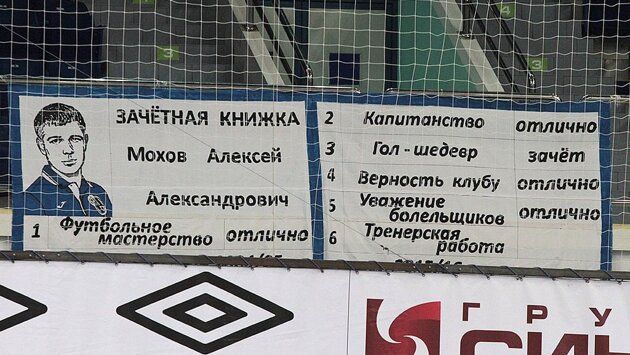 ЗАЧЁТНАЯ КНИЖКА
Мохов Алексей
Александрович
1 Футбольное мастерство отлично
2 Капитанство отлично
3 Гол-шедевр зачёт
4 Верность клубу отлично
5 Уважение болельщиков отлично
6 Тренерская работа
ГРУ